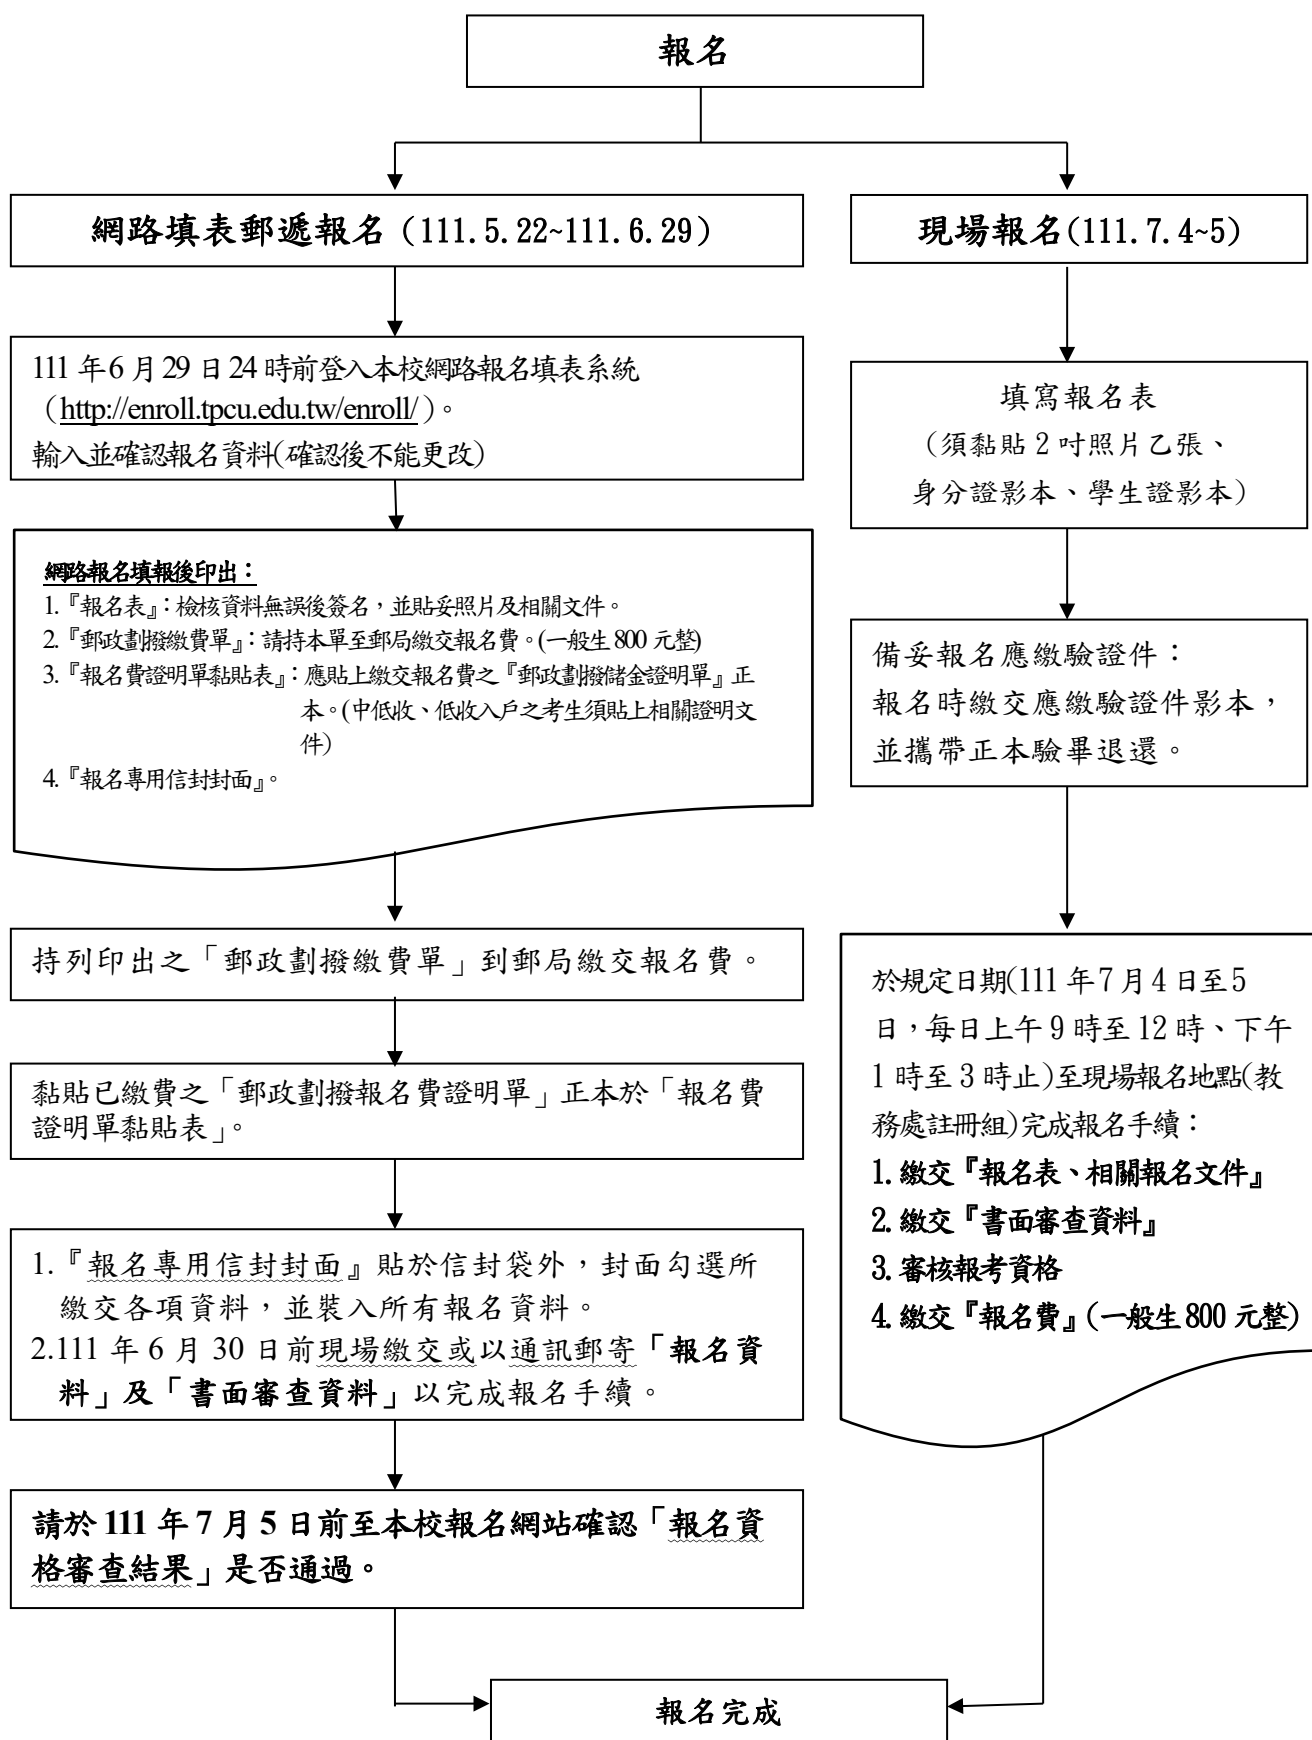 報名
網路填表郵遞報名（111.5.22~111.6.29）
111 年 6 月 29 日 24 時前登入本校網路報名填表系統
（http://enroll.tpcu.edu.tw/enroll/）。
輸入並確認報名資料(確認後不能更改)
網路報名填報後印出：
1.『報名表』：檢核資料無誤後簽名，並貼妥照片及相關文件。
2.『郵政劃撥繳費單』：請持本單至郵局繳交報名費。(一般生 800 元整)
3.『報名費證明單黏貼表』：應貼上繳交報名費之『郵政劃撥儲金證明單』正
本。(中低收、低收入戶之考生須貼上相關證明文
件)
4.『報名專用信封封面』。
持列印出之「郵政劃撥繳費單」到郵局繳交報名費。
黏貼已繳費之「郵政劃撥報名費證明單」正本於「報名費
證明單黏貼表」。
1.『報名專用信封封面』貼於信封袋外，封面勾選所
繳交各項資料，並裝入所有報名資料。
2.111 年 6 月 30 日前現場繳交或以通訊郵寄「報名資
料」及「書面審查資料」以完成報名手續。
請於 111 年 7 月 5 日前至本校報名網站確認「報名資
格審查結果」是否通過。
現場報名(111.7.4~5)
填寫報名表
（須黏貼 2 吋照片乙張、
身分證影本、學生證影本）
備妥報名應繳驗證件：
報名時繳交應繳驗證件影本，
並攜帶正本驗畢退還。
於規定日期(111 年 7 月 4 日至 5
日，每日上午 9 時至 12 時、下午
1 時至 3 時止)至現場報名地點(教
務處註冊組)完成報名手續：
1. 繳交『報名表、相關報名文件』
2. 繳交『書面審查資料』
3. 審核報考資格
4. 繳交『報名費』(一般生 800 元整)
報名完成